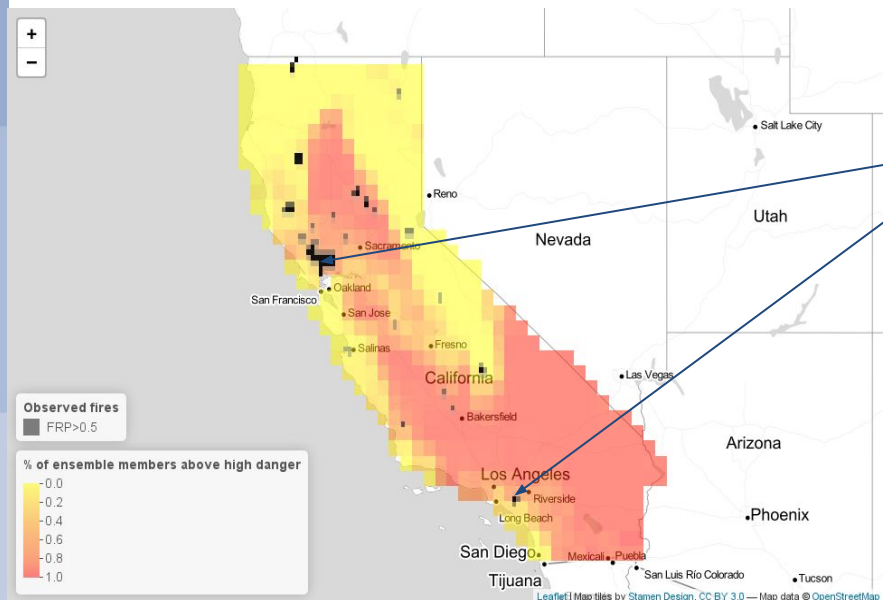 +
−
Salt Lake City
Reno
Utah
Nevada
Sacramento
Oakland
San Francisco
San Jose
Salinas
Fresno
Las Vegas
California
Observed fires
FRP>0.5
Bakersfield
Arizona
% of ensemble members above high danger
0.0
0.2
0.4
0.6
0.8
1.0
Los Angeles
Riverside
Long Beach
Phoenix
San Diego
Mexicali
Puebla
San Luis Río Colorado
Tijuana
Tucson
Leaflet | Map tiles by Stamen Design, CC BY 3.0 — Map data © OpenStreetMap